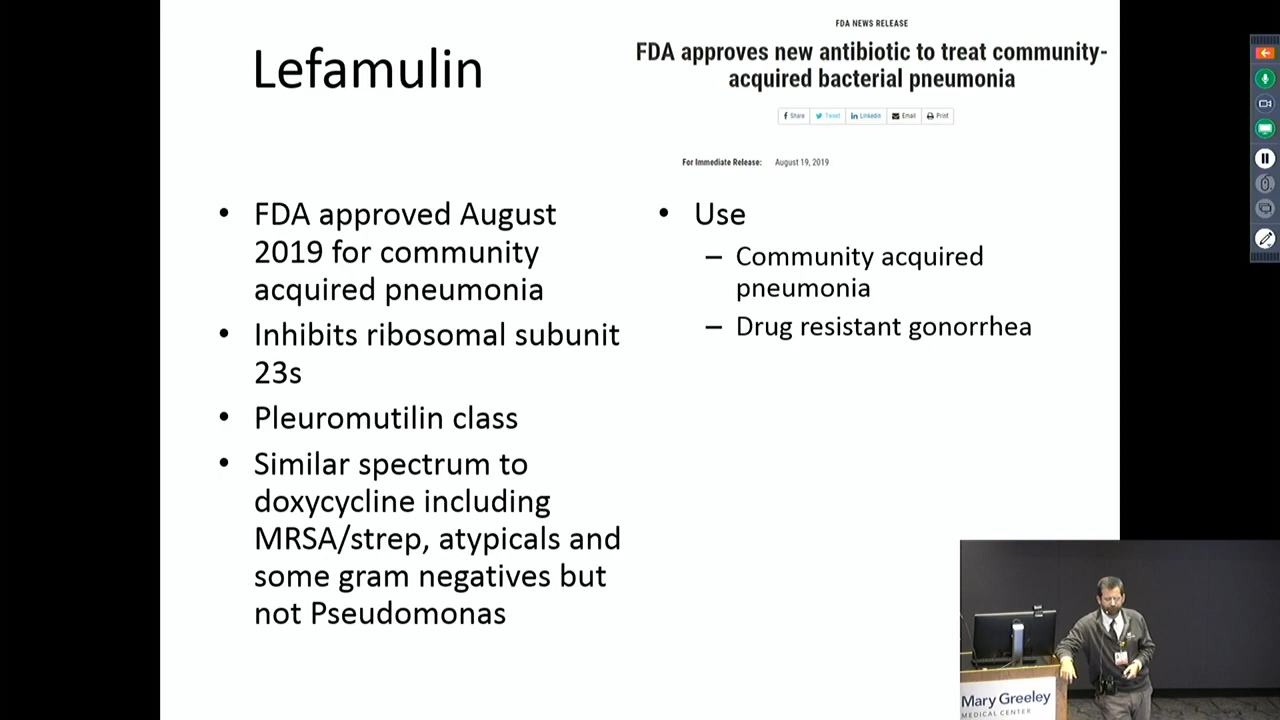 Lefamulin
FDA NEWS RELEASE
FDA approves new antibiotic to treat community-
acquired bacterial pneumonia
Share Tweet Linkedin Email Print
For Immediate Release: August 19, 2019
• FDA approved August
2019 for community
acquired pneumonia
• Inhibits ribosomal subunit
23s
• Pleuromutilin class
• Similar spectrum to
doxycycline including
MRSA/strep, atypicals and
some gram negatives but
not Pseudomonas
• Use
– Community acquired
pneumonia
– Drug resistant gonorrhea
Mary Greeley
MEDICAL CENTER